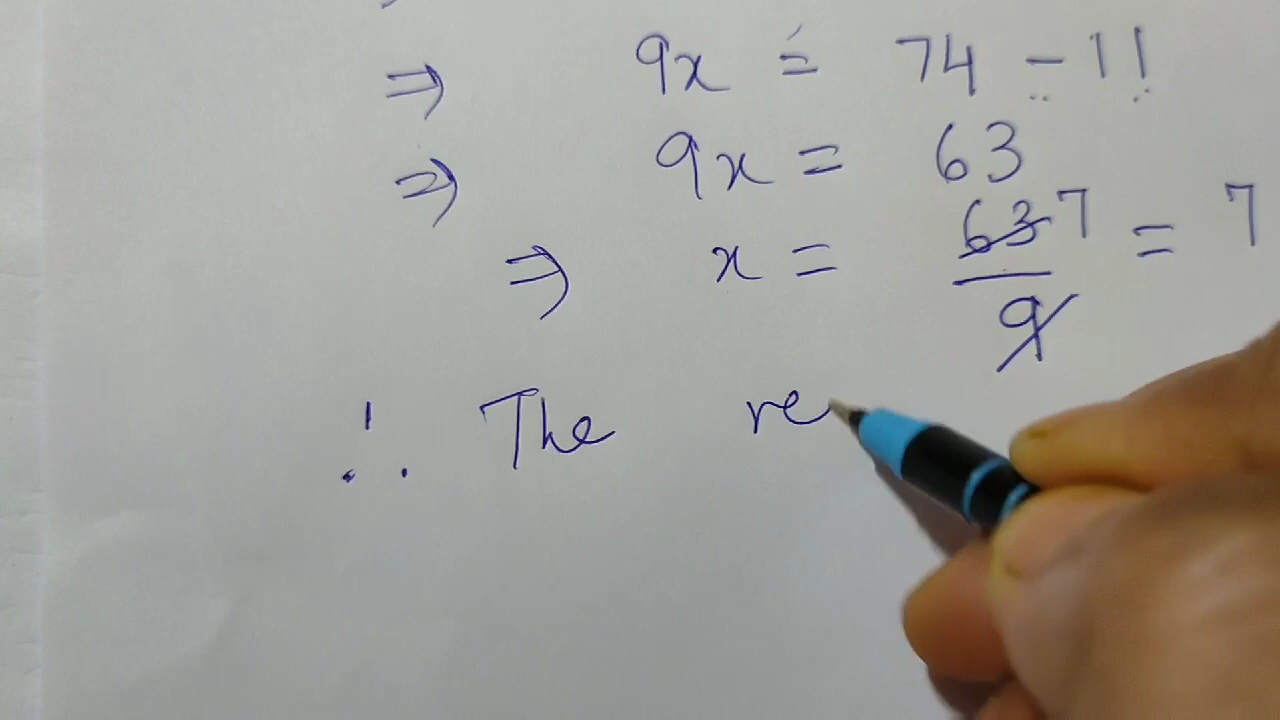 ⇒ 9x = 74 - 11
⇒ 9x = 63
⇒ x = 63/9 7 = 7
∴ The re